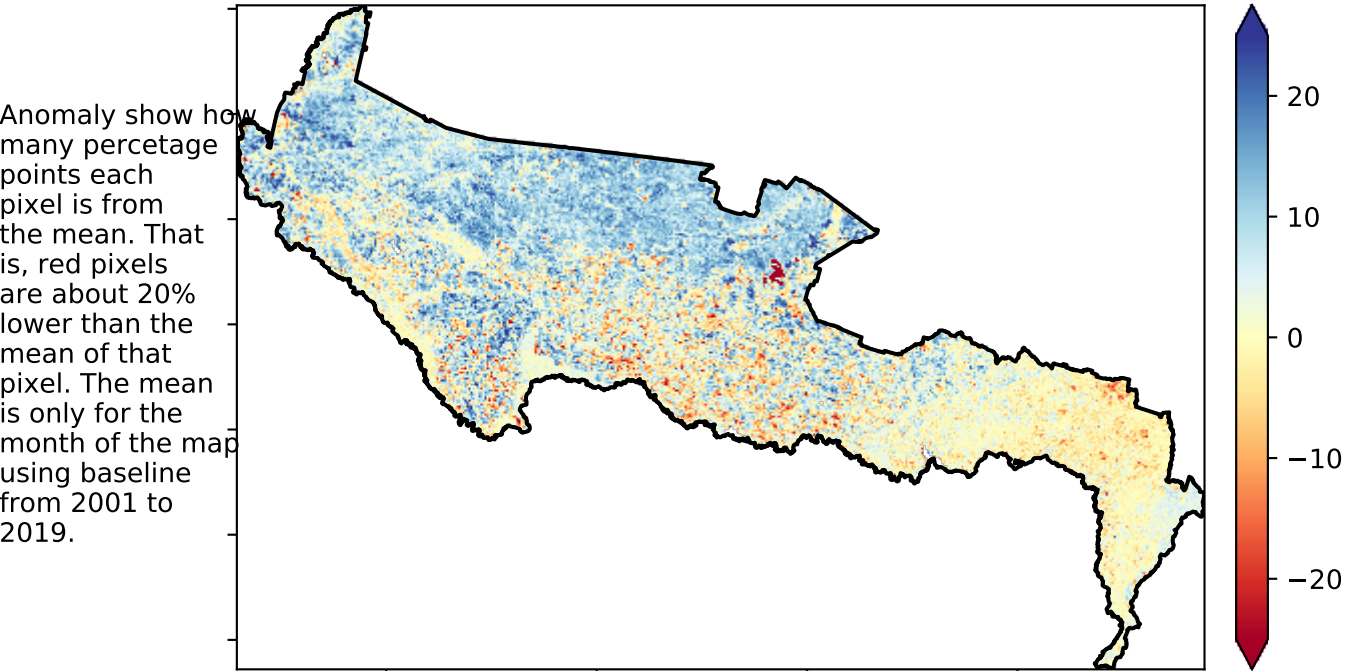 Anomaly show how
many percetage
points each
pixel is from
the mean. That
is, red pixels
are about 20%
lower than the
mean of that
pixel. The mean
is only for the
month of the map
using baseline
from 2001 to
2019.
20
10
0
−10
−20